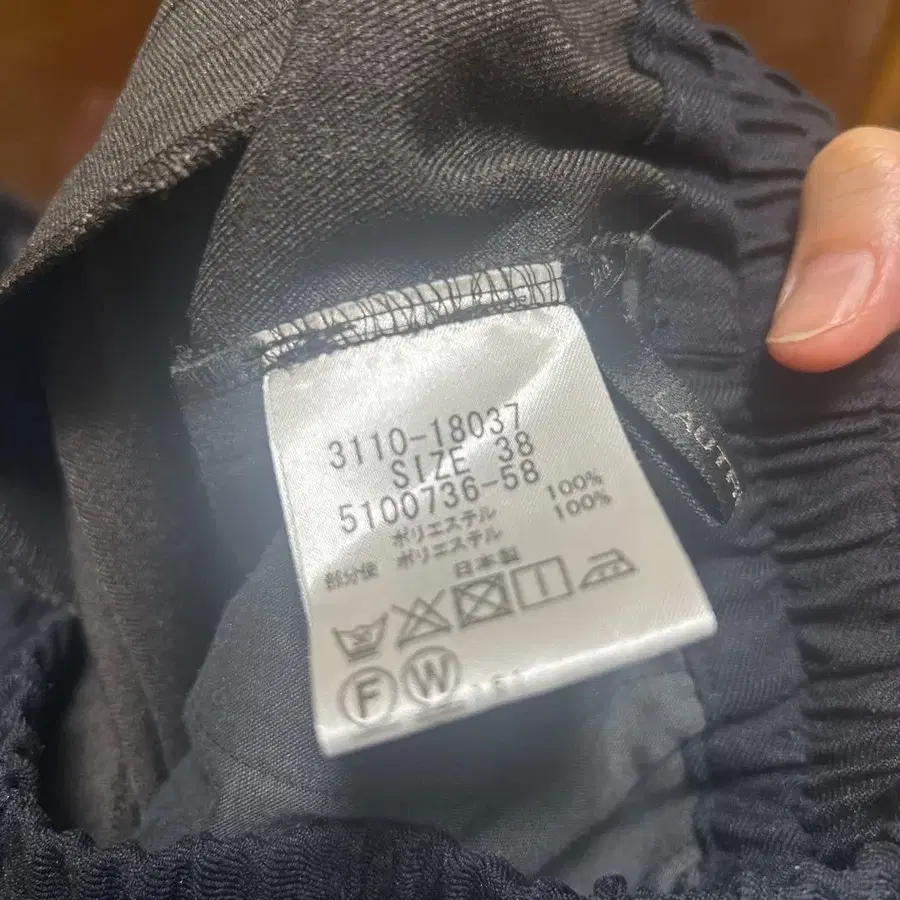 3110-18037
SIZE 38
5100736-58
ポリエステル 100%
部分使 ポリエステル 100%
日本製
F W